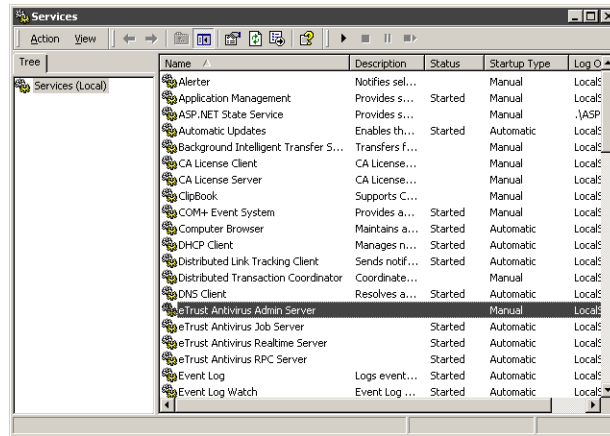 Services
Action View
Tree
Services (Local)
Name Description Status Startup Type Log O
Alerter Notifies sel... Manual LocalS
Application Management Provides s... Started Manual LocalS
ASP.NET State Service Provides s... Manual .\ASP
Automatic Updates Enables th... Started Automatic LocalS
Background Intelligent Transfer S... Transfers f... Manual LocalS
CA License Client CA License... Manual LocalS
CA License Server CA License... Manual LocalS
ClipBook Supports C... Manual LocalS
COM+ Event System Provides a... Started Manual LocalS
Computer Browser Maintains a... Started Automatic LocalS
DHCP Client Manages n... Started Automatic LocalS
Distributed Link Tracking Client Sends notif... Started Automatic LocalS
Distributed Transaction Coordinator Coordinate... Manual LocalS
DNS Client Resolves a... Started Automatic LocalS
eTrust Antivirus Admin Server Manual LocalS
eTrust Antivirus Job Server Started Automatic LocalS
eTrust Antivirus Realtime Server Started Automatic LocalS
eTrust Antivirus RPC Server Started Automatic LocalS
Event Log Logs event... Started Automatic LocalS
Event Log Watch Event Log ... Started Automatic LocalS